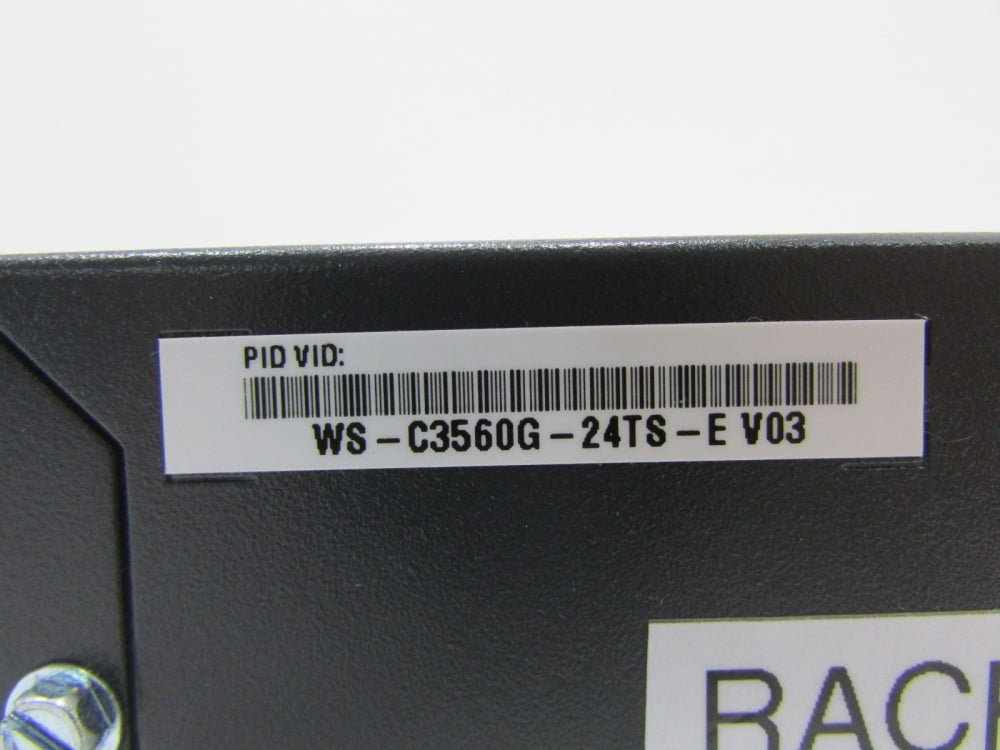 PID VID:
WS-C3560G-24TS-E V03